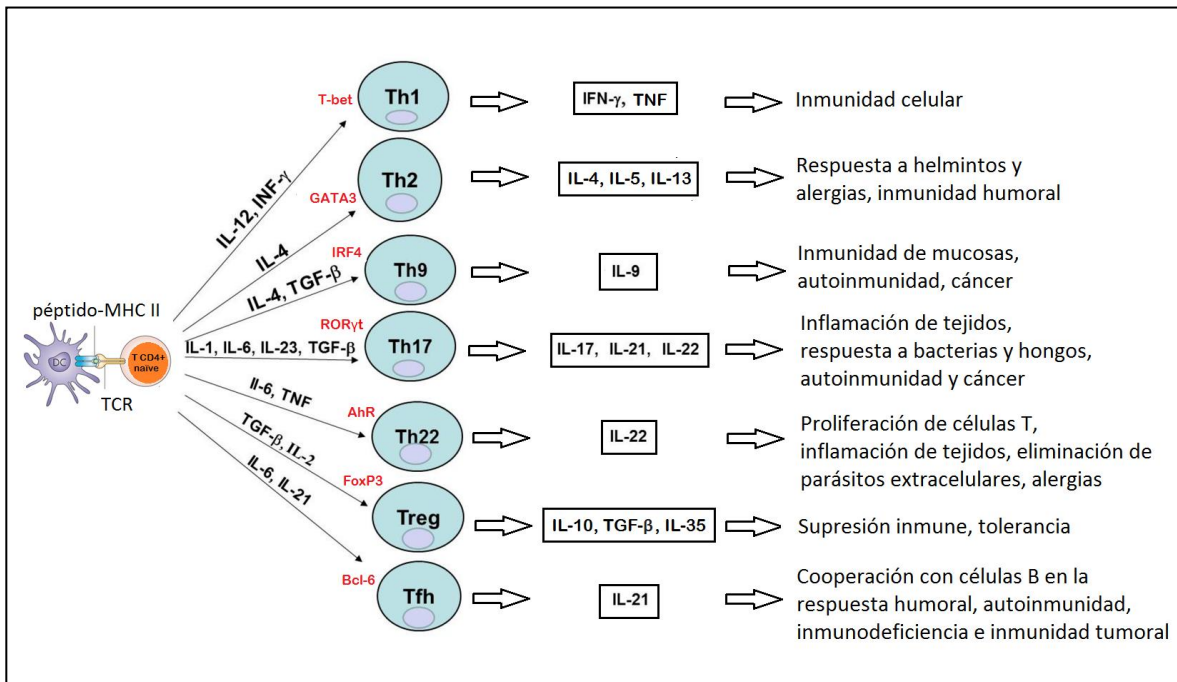 péptido-MHC II
DC
T CD4+
naïve
TCR
IL-12, INF-γ
T-bet
Th1
IFN-γ, TNF
Inmunidad celular
IL-4
GATA3
Th2
IL-4, IL-5, IL-13
Respuesta a helmintos y
alergias, inmunidad humoral
IL-4, TGF-β
IRF4
Th9
IL-9
Inmunidad de mucosas,
autoinmunidad, cáncer
IL-1, IL-6, IL-23, TGF-β
RORγt
Th17
IL-17, IL-21, IL-22
Inflamación de tejidos,
respuesta a bacterias y hongos,
autoinmunidad y cáncer
Il-6, TNF
AhR
Th22
IL-22
Proliferación de células T,
inflamación de tejidos, eliminación de
parásitos extracelulares, alergias
TGF-β, IL-2
FoxP3
Treg
IL-10, TGF-β, IL-35
Supresión inmune, tolerancia
IL-6, IL-21
Bcl-6
Tfh
IL-21
Cooperación con células B en la
respuesta humoral, autoinmunidad,
inmunodeficiencia e inmunidad tumoral